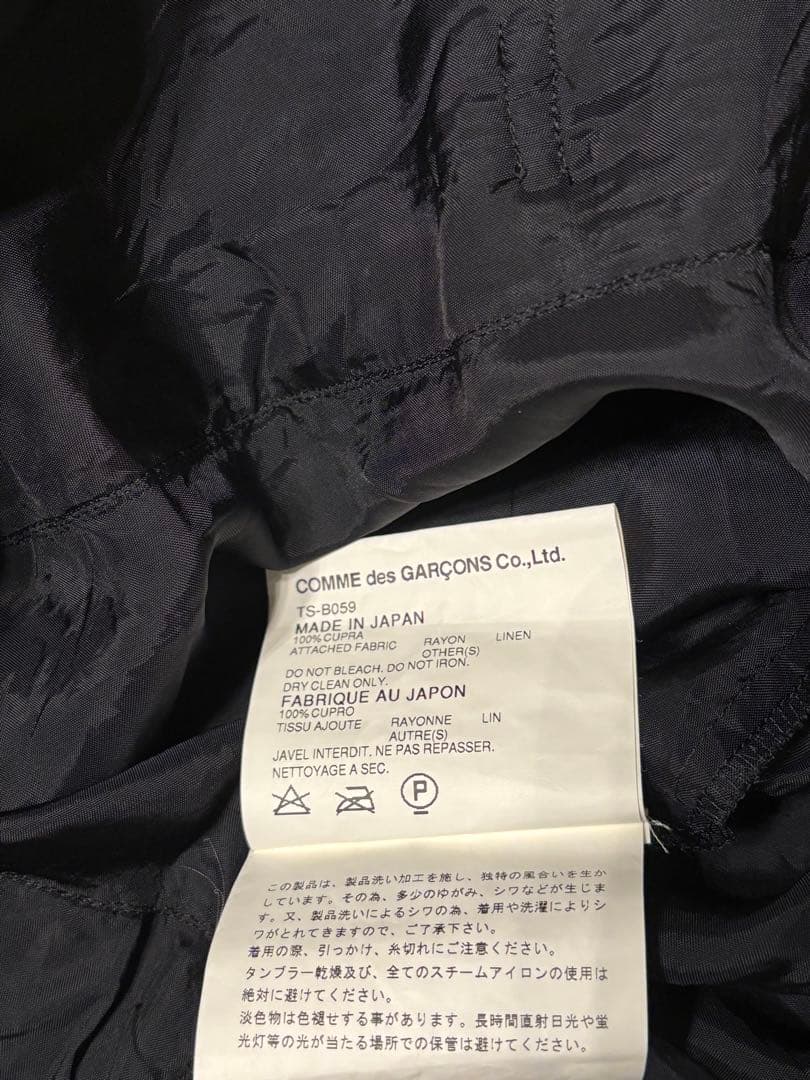 COMME des GARÇONS Co.,Ltd.
TS-B059
MADE IN JAPAN
100% CUPRA
ATTACHED FABRIC RAYON LINEN
OTHER(S)
DO NOT BLEACH. DO NOT IRON.
DRY CLEAN ONLY.
FABRIQUE AU JAPON
100% CUPRO
TISSU AJOUTE RAYONNE LIN
AUTRE(S)
JAVEL INTERDIT. NE PAS REPASSER.
NETTOYAGE A SEC.
P
この製品は、製品洗い加工を施し、独特の風合いを生か
しています。その為、多少のゆがみ、シワなどが生じま
す。又、製品洗いによるシワの為、着用や洗濯によりシ
ワがとれてきますので、ご了承下さい。
着用の際、引っかけ、糸切れにご注意ください。
タンブラー乾燥及び、全てのスチームアイロンの使用は
絶対に避けてください。
淡色物は色褪せする事があります。長時間直射日光や蛍
光灯等の光が当たる場所での保管は避けてください。